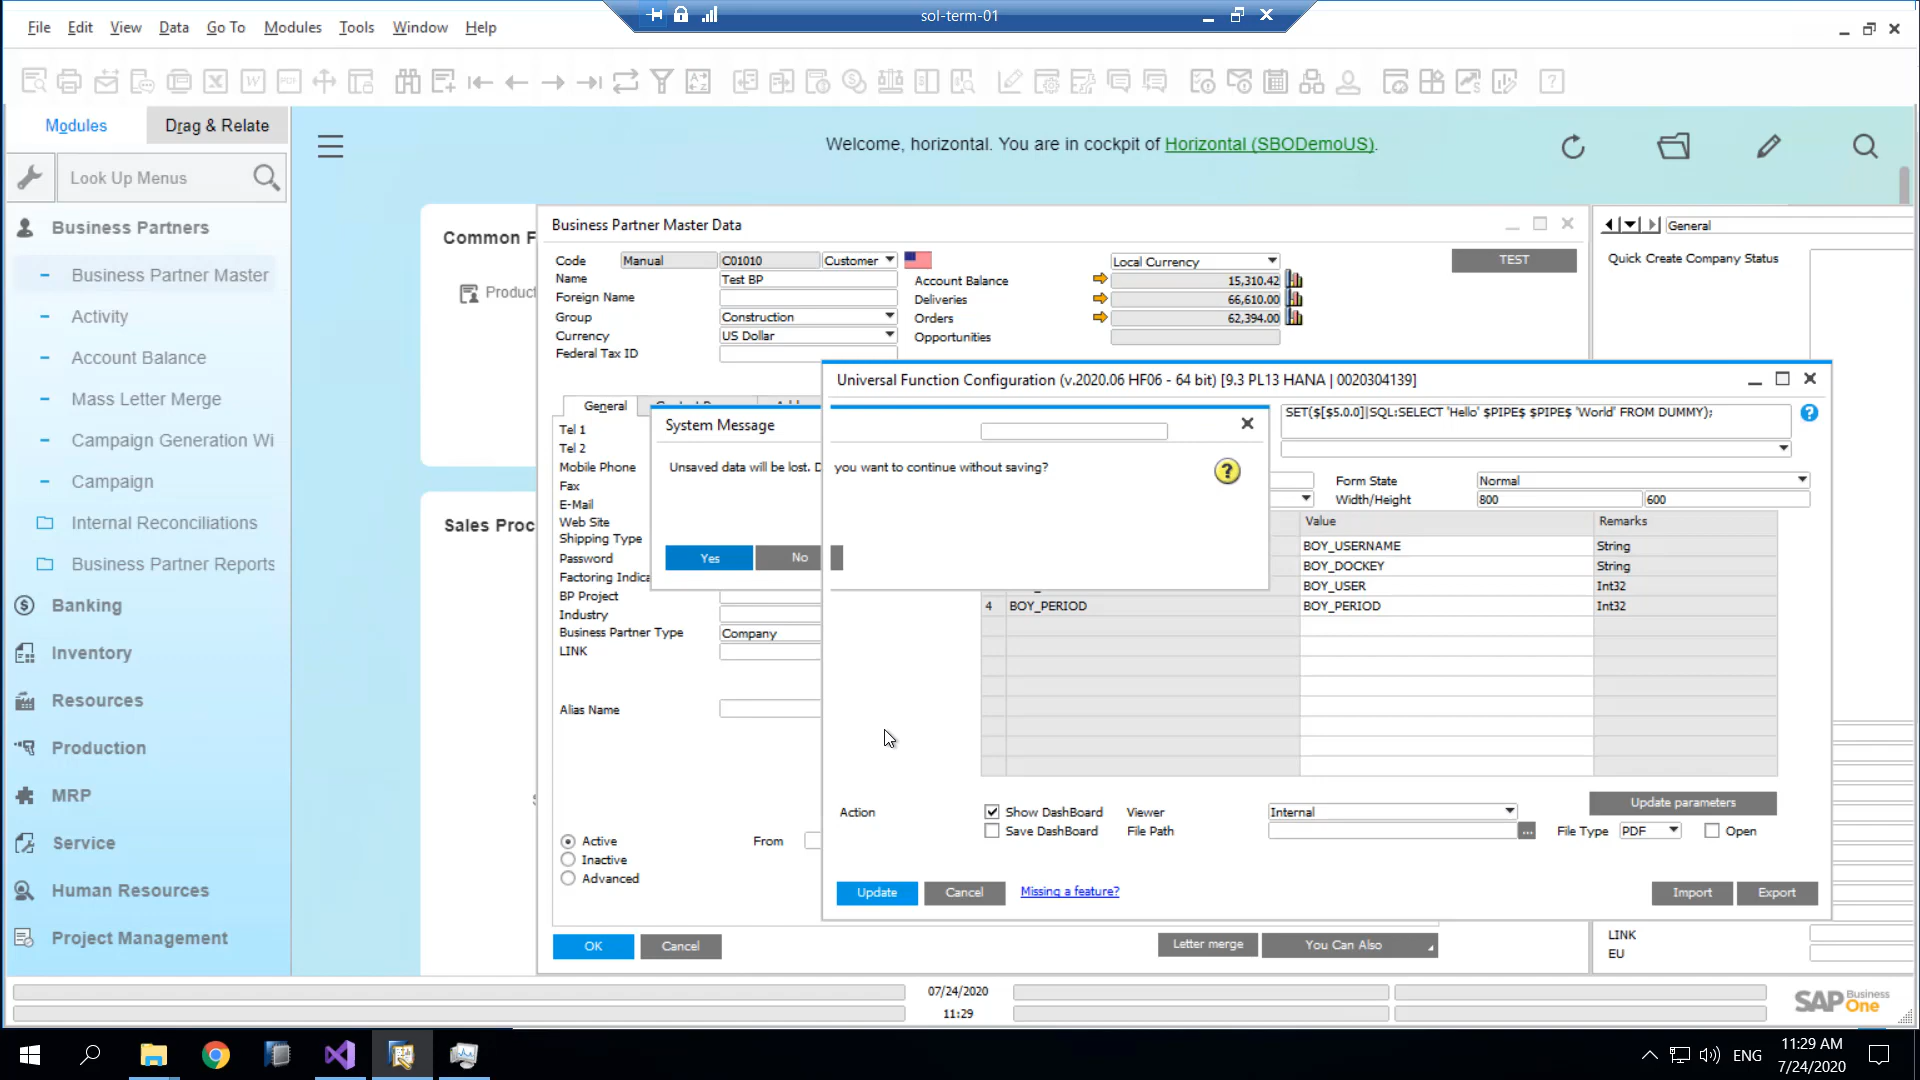 sol-term-01
File Edit View Data Go To Modules Tools Window Help
Modules
Drag & Relate
Look Up Menus
Business Partners
Business Partner Master
Activity
Account Balance
Mass Letter Merge
Campaign Generation Wi
Campaign
Internal Reconciliations
Business Partner Reports
Banking
Inventory
Resources
Production
MRP
Service
Human Resources
Project Management
Welcome, horizontal. You are in cockpit of Horizontal (SBODemoUS).
Common F
Product
Sales Proc
Business Partner Master Data
Code Manual C01010 Customer
Name Test BP
Foreign Name
Group Construction
Currency US Dollar
Federal Tax ID
Local Currency
Account Balance 15,310.42
Deliveries 66,610.00
Orders 62,394.00
Opportunities
TEST
General
Tel 1
Tel 2
Mobile Phone
Fax
E-Mail
Web Site
Shipping Type
Password
Factoring Indica
BP Project
Industry
Business Partner Type Company
LINK
Alias Name
Active From
Inactive
Advanced
OK Cancel
Letter merge
You Can Also
General
Quick Create Company Status
LINK
EU
Universal Function Configuration (v.2020.06 HF06 - 64 bit) [9.3 PL13 HANA | 0020304139]
SET($[$5.0.0]|SQL:SELECT 'Hello' $PIPE$ $PIPE$ 'World' FROM DUMMY);
Form State Normal
Width/Height 800 600
Value Remarks
BOY_USERNAME String
BOY_DOCKEY String
BOY_USER Int32
4 BOY_PERIOD BOY_PERIOD Int32
Update parameters
Action Show DashBoard Viewer Internal
Save DashBoard File Path ... File Type PDF Open
Update Cancel Missing a feature? Import Export
System Message
Unsaved data will be lost. D you want to continue without saving?
Yes No
07/24/2020
11:29
SAP Business One
ENG
11:29 AM
7/24/2020